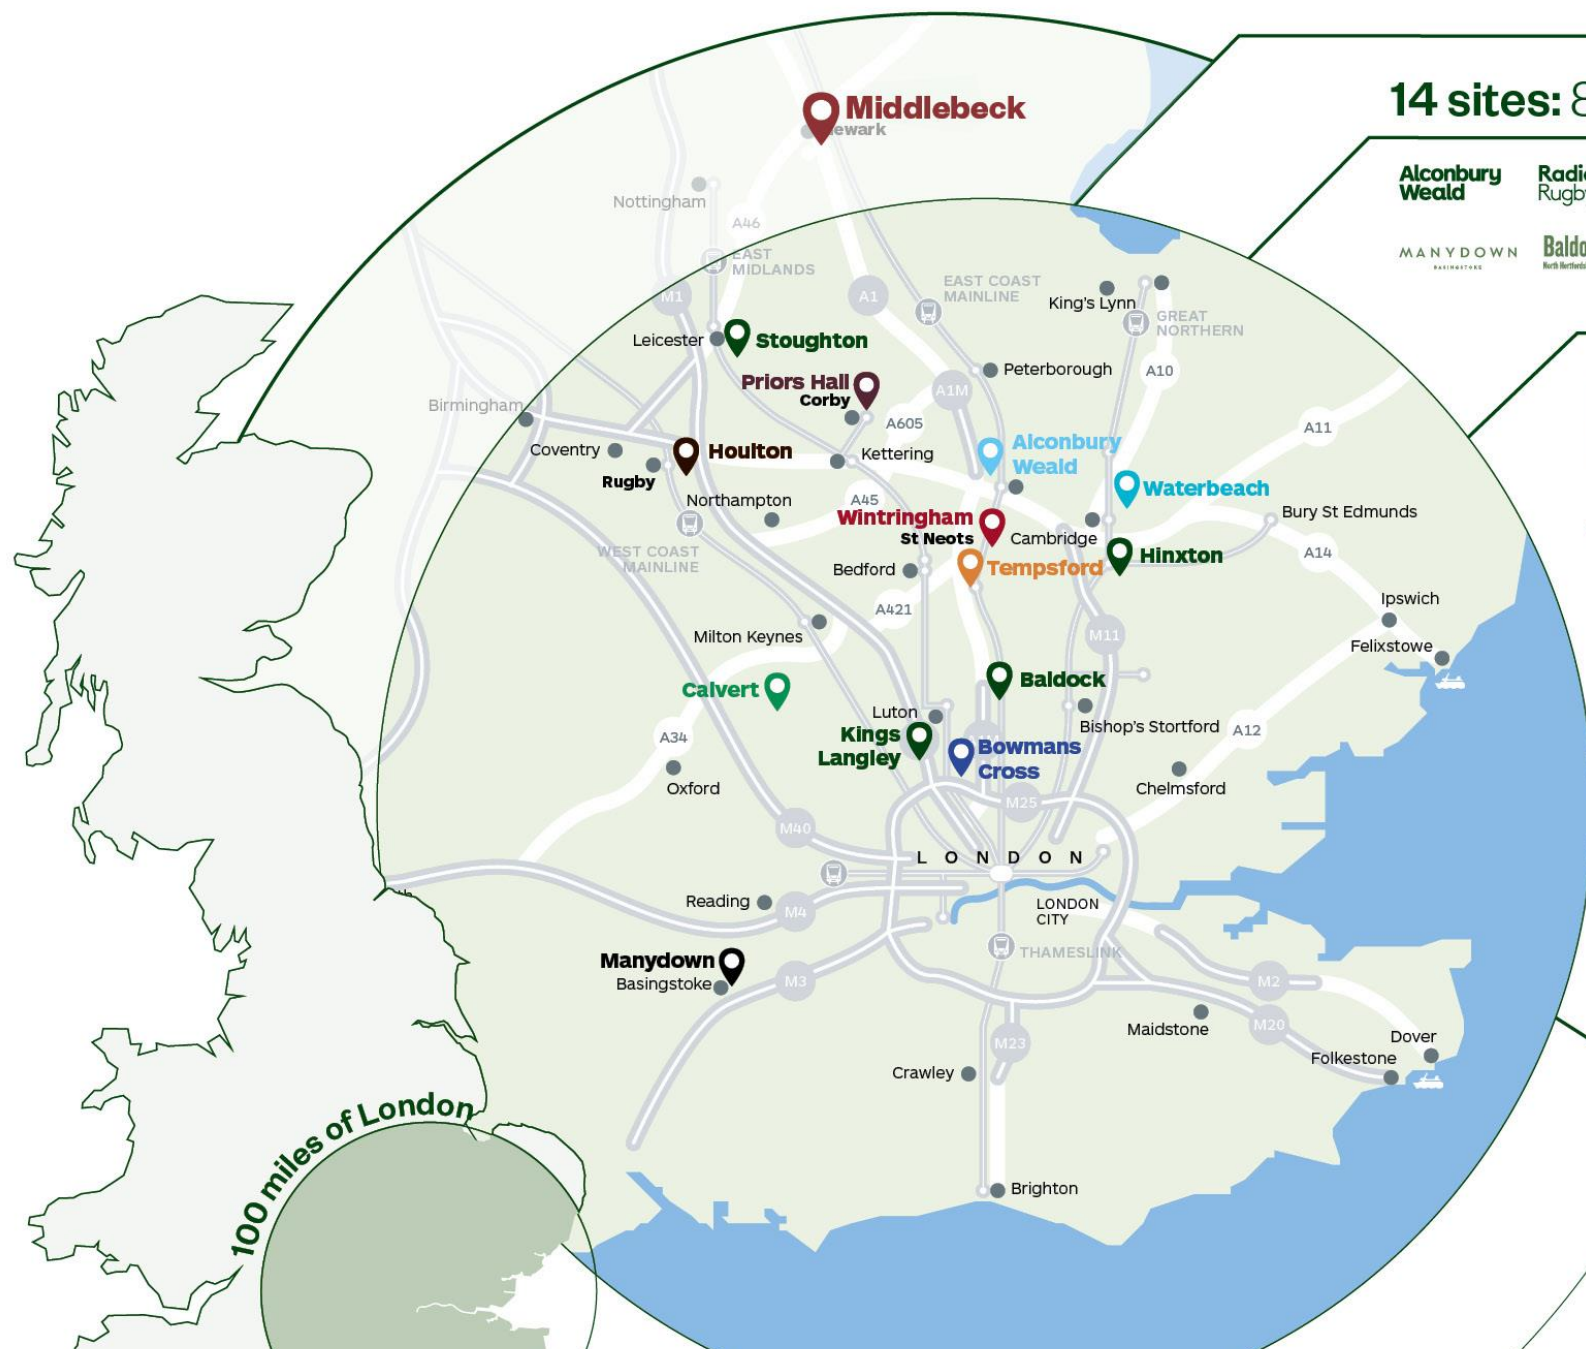 14 sites:
Middlebeck
Alconbury
Weald
Nottingham
A46
MANYDOWN
BASINGSTOKE
EAST
MIDLANDS
EAST COAST
MAINLINE
M1
A1
King's Lynn
GREAT
NORTHERN
Leicester
Stoughton
Peterborough
A10
Priors Hall
Corby
A1M
Birmingham
A605
A11
Coventry
Houlton
Kettering
Alconbury
Weald
Rugby
Northampton
A45
Waterbeach
Wintringham
St Neots
Cambridge
Bury St Edmunds
WEST COAST
MAINLINE
Bedford
Tempsford
Hinxton
A14
A421
Ipswich
Milton Keynes
M11
Felixstowe
Calvert
Baldock
Luton
Bishop's Stortford
A12
A34
Kings
Langley
Bowmans
Cross
Oxford
Chelmsford
M25
M40
LONDON
Reading
M4
LONDON
CITY
THAMESLINK
Manydown
Basingstoke
M3
M2
Maidstone
M20
Dover
M23
Folkestone
Crawley
100 miles of London
Brighton